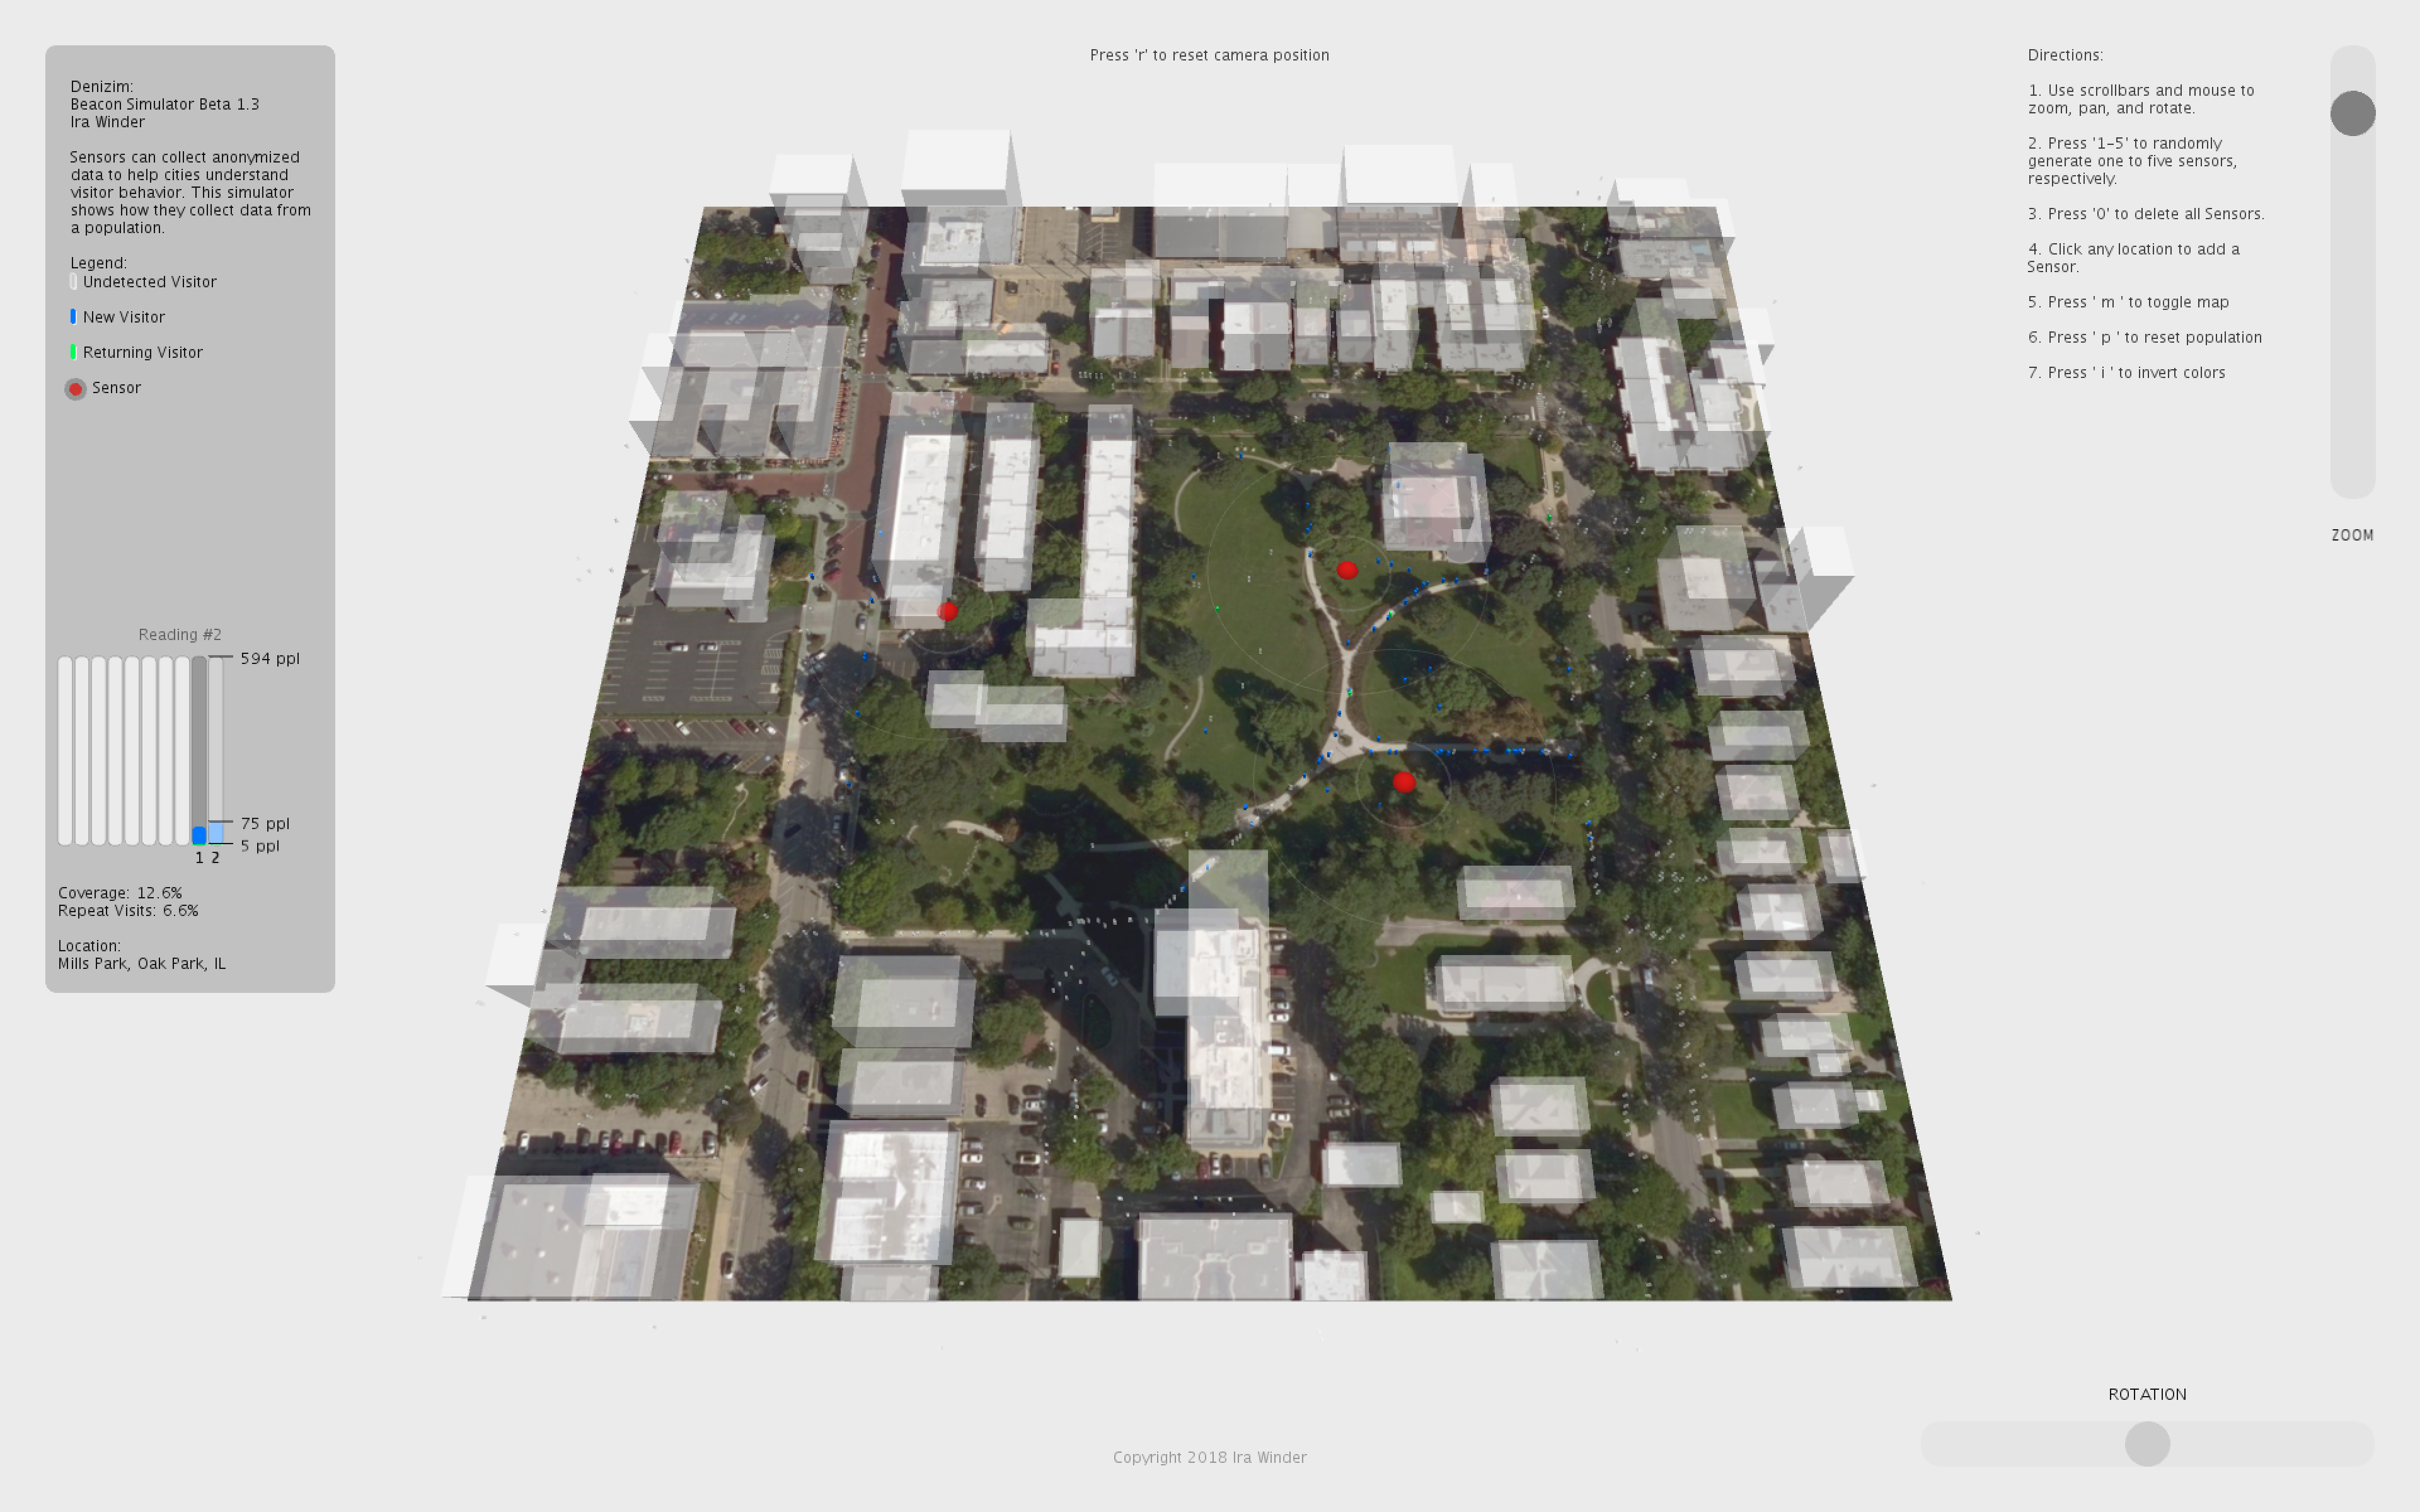 Denizim:
Beacon Simulator Beta 1.3
Ira Winder
Sensors can collect anonymized
data to help cities understand
visitor behavior. This simulator
shows how they collect data from
a population.
Legend:
Undetected Visitor
New Visitor
Returning Visitor
Sensor
Reading #2
594 ppl
75 ppl
5 ppl
1 2
Coverage: 12.6%
Repeat Visits: 6.6%
Location:
Mills Park, Oak Park, IL
Press 'r' to reset camera position
Directions:
1. Use scrollbars and mouse to
zoom, pan, and rotate.
2. Press '1-5' to randomly
generate one to five sensors,
respectively.
3. Press '0' to delete all Sensors.
4. Click any location to add a
Sensor.
5. Press ' m ' to toggle map
6. Press ' p ' to reset population
7. Press ' i ' to invert colors
ZOOM
ROTATION
Copyright 2018 Ira Winder